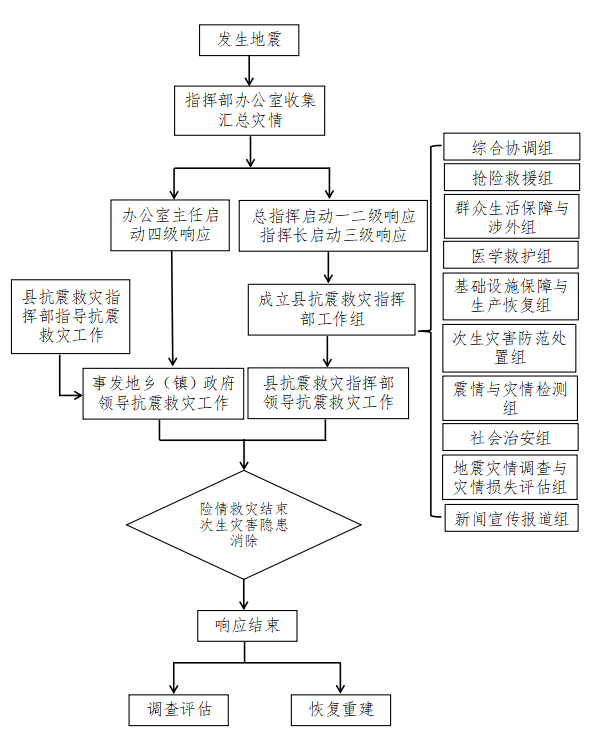 发生地震
指挥部办公室收集
汇总灾情
办公室主任启
动四级响应
总指挥启动一二级响应
指挥长启动三级响应
县抗震救灾指
挥部指导抗震
救灾工作
成立县抗震救灾指挥
部工作组
事发地乡（镇）政府
领导抗震救灾工作
县抗震救灾指挥部
领导抗震救灾工作
险情救灾结束
次生灾害隐患
消除
响应结束
调查评估
恢复重建
综合协调组
抢险救援组
群众生活保障与
涉外组
医学救护组
基础设施保障与
生产恢复组
次生灾害防范处
置组
震情与灾情检测
组
社会治安组
地震灾情调查与
灾情损失评估组
新闻宣传报道组